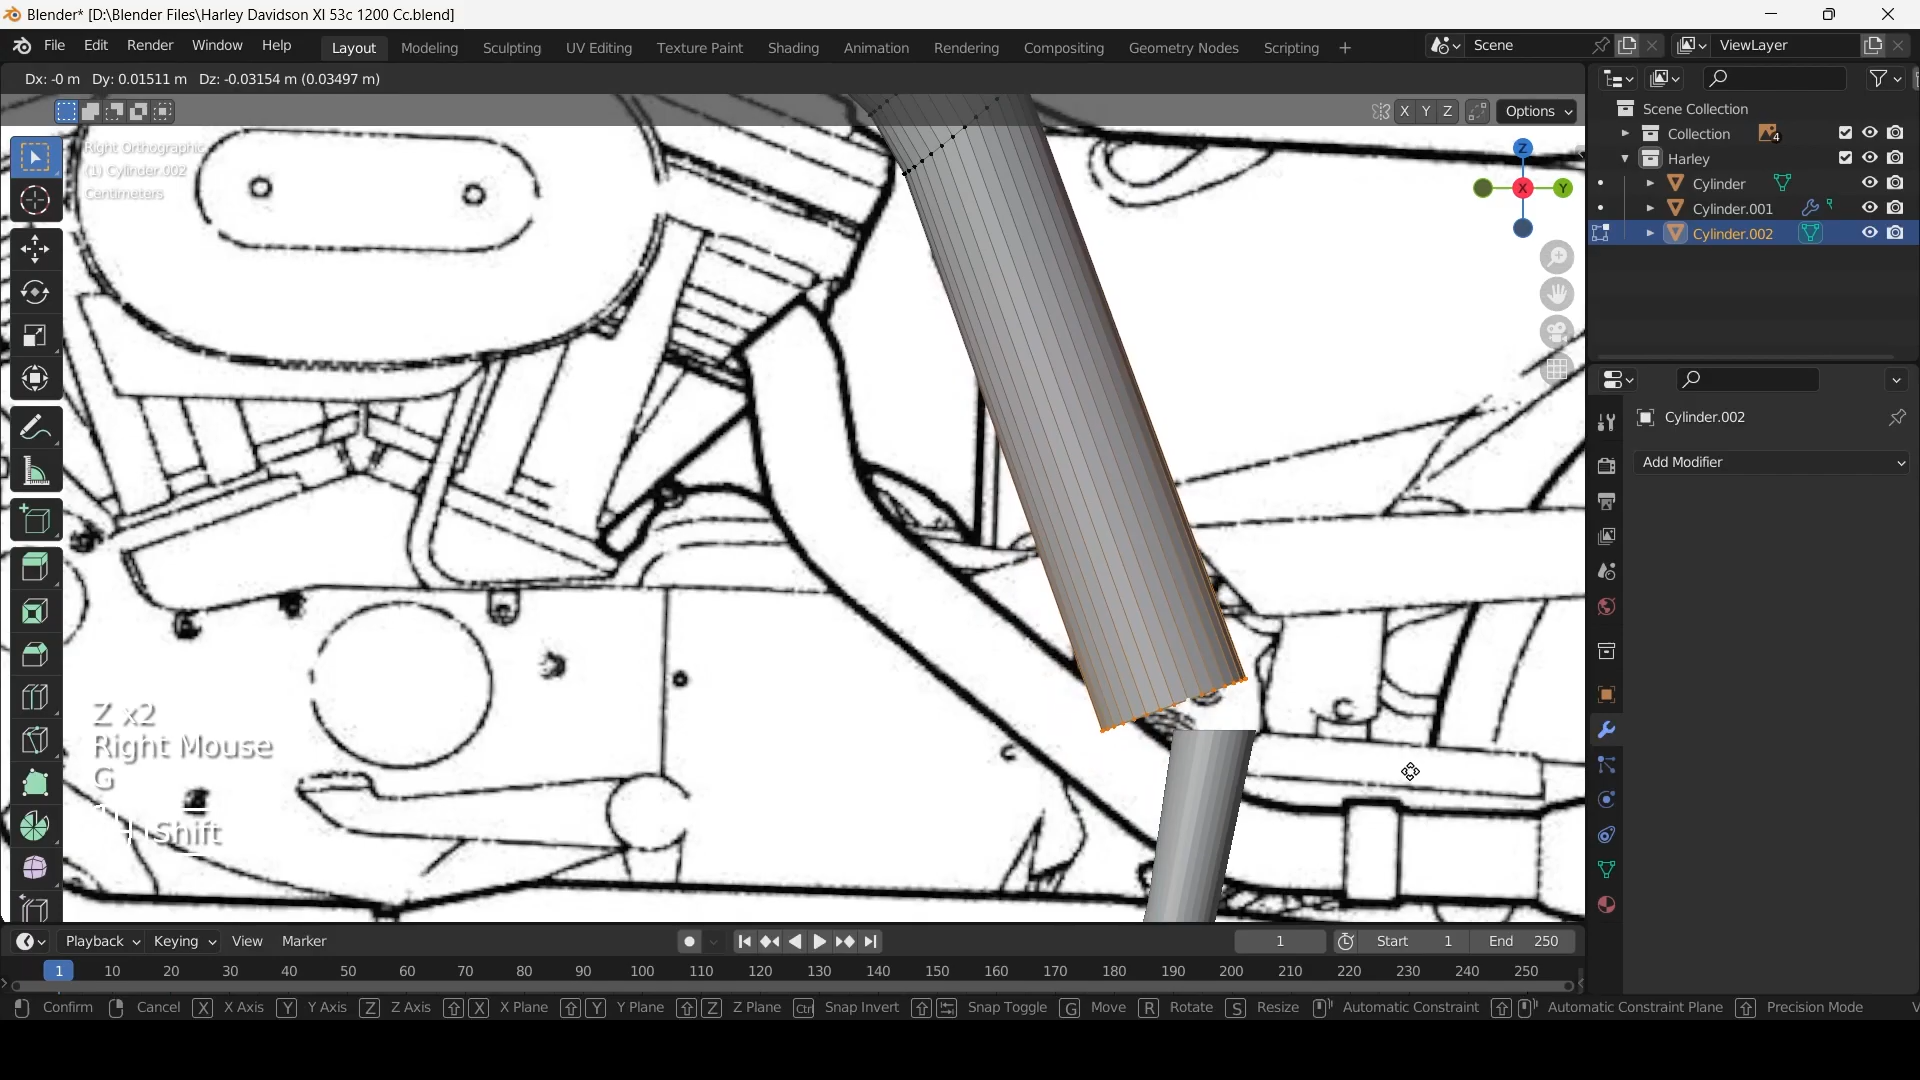 Blender* [D:\Blender Files\Harley Davidson Xl 53c 1200 Cc.blend]
File Edit Render Window Help Layout Modeling Sculpting UV Editing Texture Paint Shading Animation Rendering Compositing Geometry Nodes Scripting + Scene ViewLayer
Dx: -0 m Dy: 0.01511 m Dz: -0.03154 m (0.03497 m)
X Y Z Options
Scene Collection
Collection 4
Harley
Cylinder
Cylinder.001
Cylinder.002
Right Orthographic
(1) Cylinder.002
Centimeters
Z
X
Y
Cylinder.002
Add Modifier
Z x2
Right Mouse
G
Shift
Playback Keying View Marker 1 Start 1 End 250
1 10 20 30 40 50 60 70 80 90 100 110 120 130 140 150 160 170 180 190 200 210 220 230 240 250
Confirm Cancel X X Axis Y Y Axis Z Z Axis X X Plane Y Y Plane Z Z Plane Ctrl Snap Invert Snap Toggle G Move R Rotate S Resize Automatic Constraint Automatic Constraint Plane Precision Mode